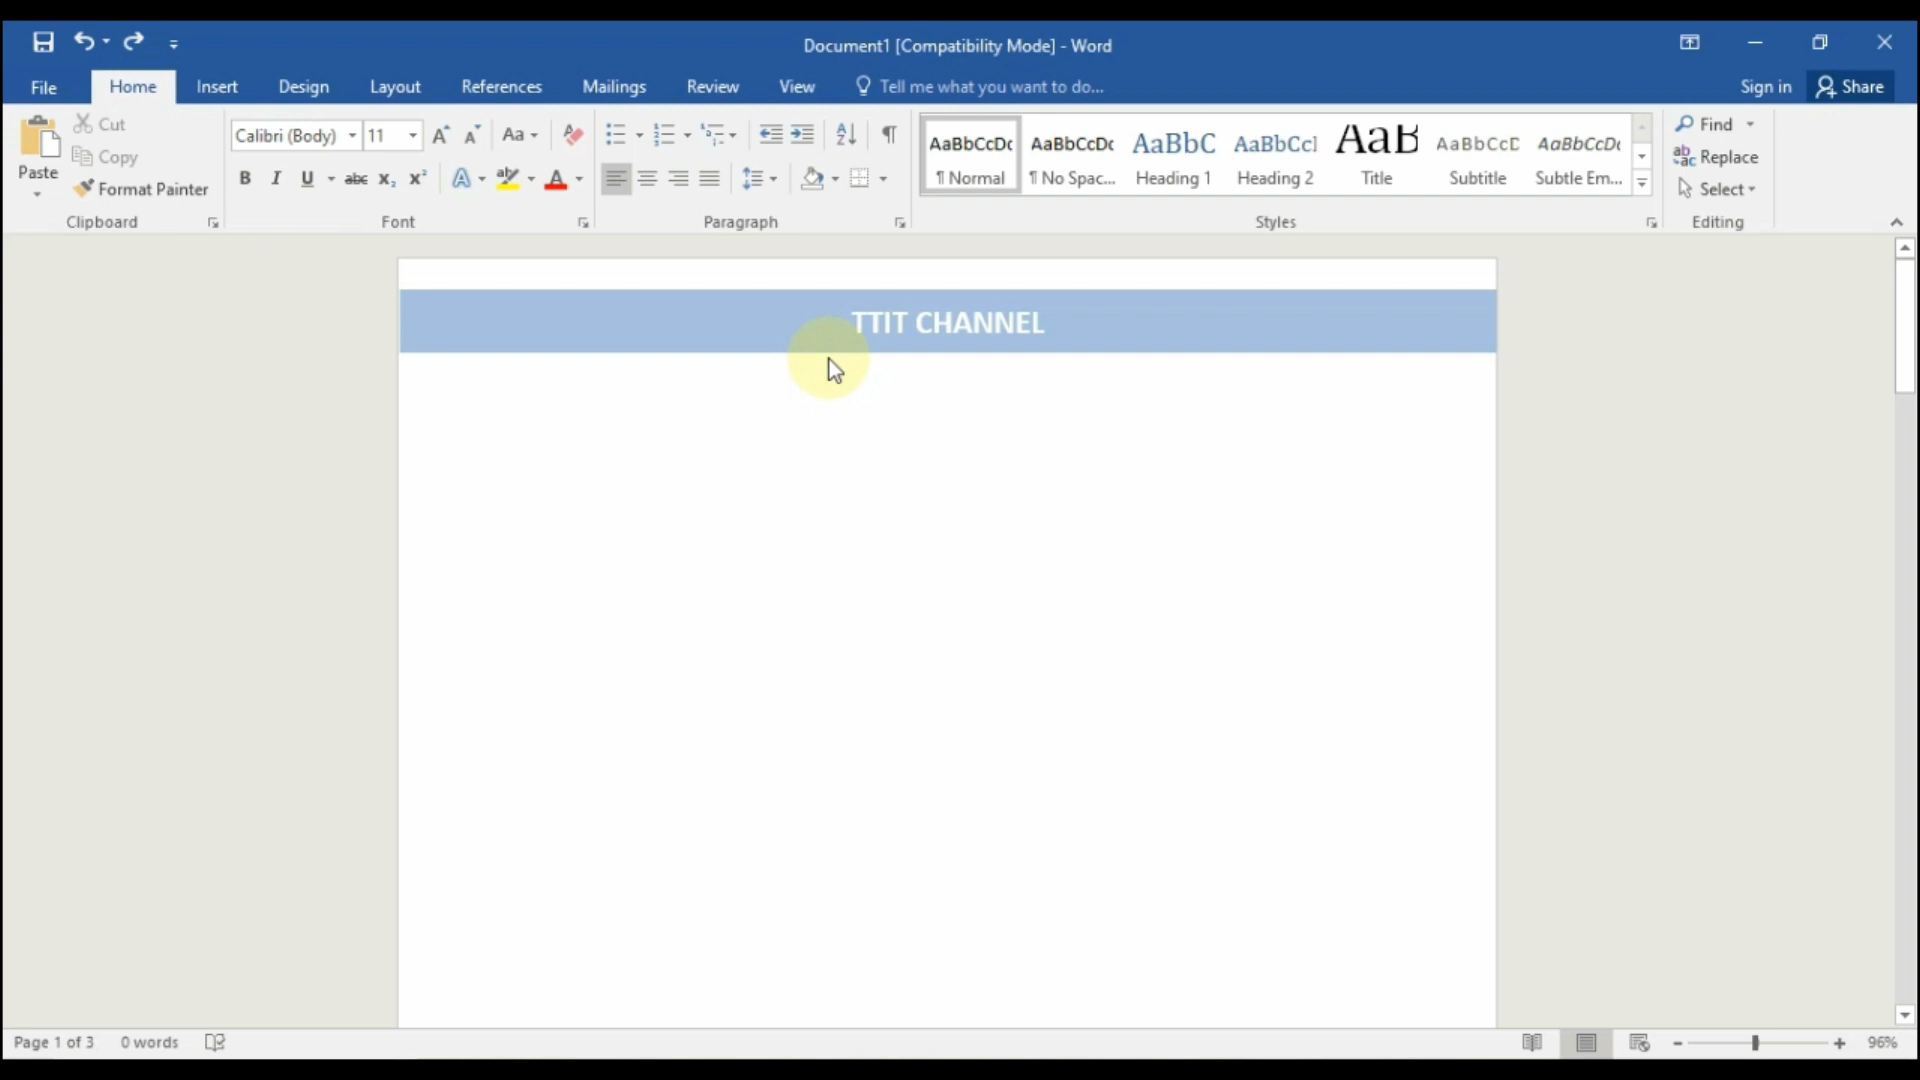 Document1 [Compatibility Mode] - Word
File Home Insert Design Layout References Mailings Review View Tell me what you want to do... Sign in Share
Paste
Cut
Copy
Format Painter
Clipboard
Calibri (Body) 11
Aa
B I U abc x₂ x² A aby A
Font
A Z ¶
Paragraph
AaBbCcDc AaBbCcDc AaBbC AaBbCcl AaB AaBbCcD AaBbCcDc
¶ Normal ¶ No Spac... Heading 1 Heading 2 Title Subtitle Subtle Em...
Styles
Find
Replace
Select
Editing
TTIT CHANNEL
Page 1 of 3 0 words 96%